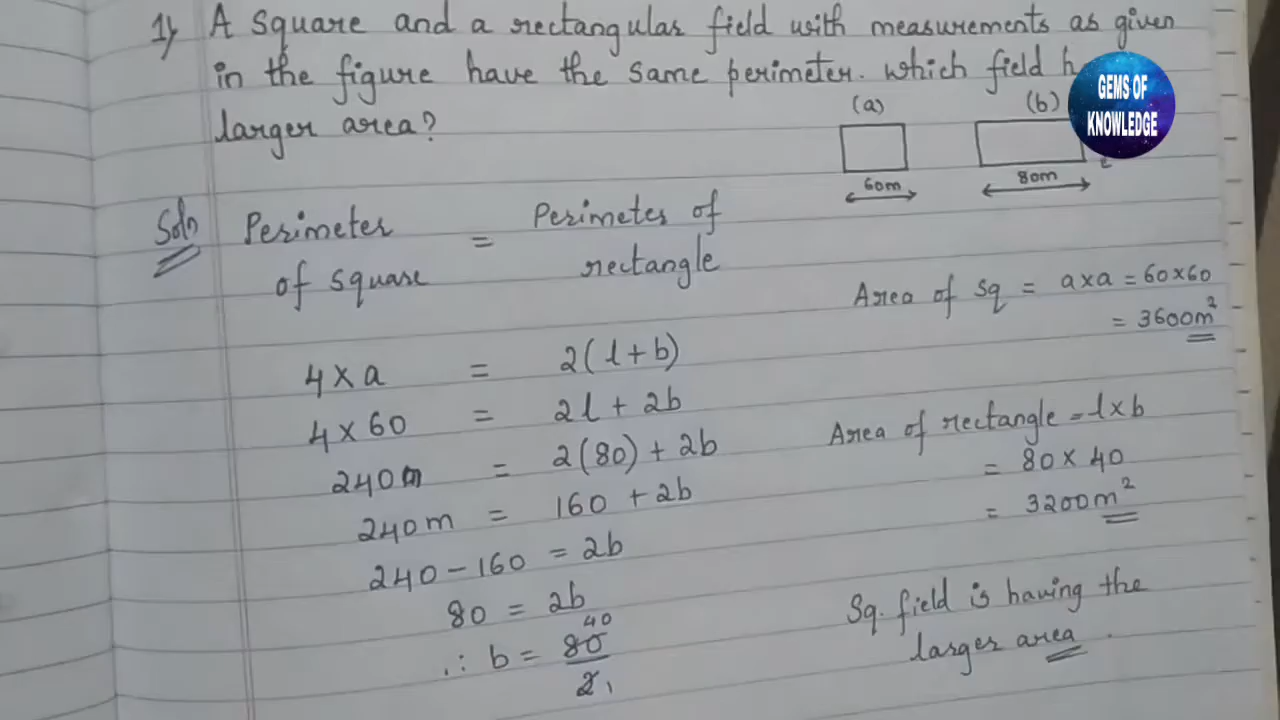 1) A square and a rectangular field with measurements as given
in the figure have the same perimeter. Which field h
larger area?
(a)
(b)
60m
80m
GEMS OF
KNOWLEDGE
Soln
Perimeter of square = Perimeter of rectangle
4 × a = 2(l + b)
4 × 60 = 2l + 2b
240m = 2(80) + 2b
240m = 160 + 2b
240 – 160 = 2b
80 = 2b
40
∴ b = 80
2 1
Area of sq = a×a = 60×60
= 3600m²
Area of rectangle = l×b
= 80 × 40
= 3200m²
Sq. field is having the
larger area.